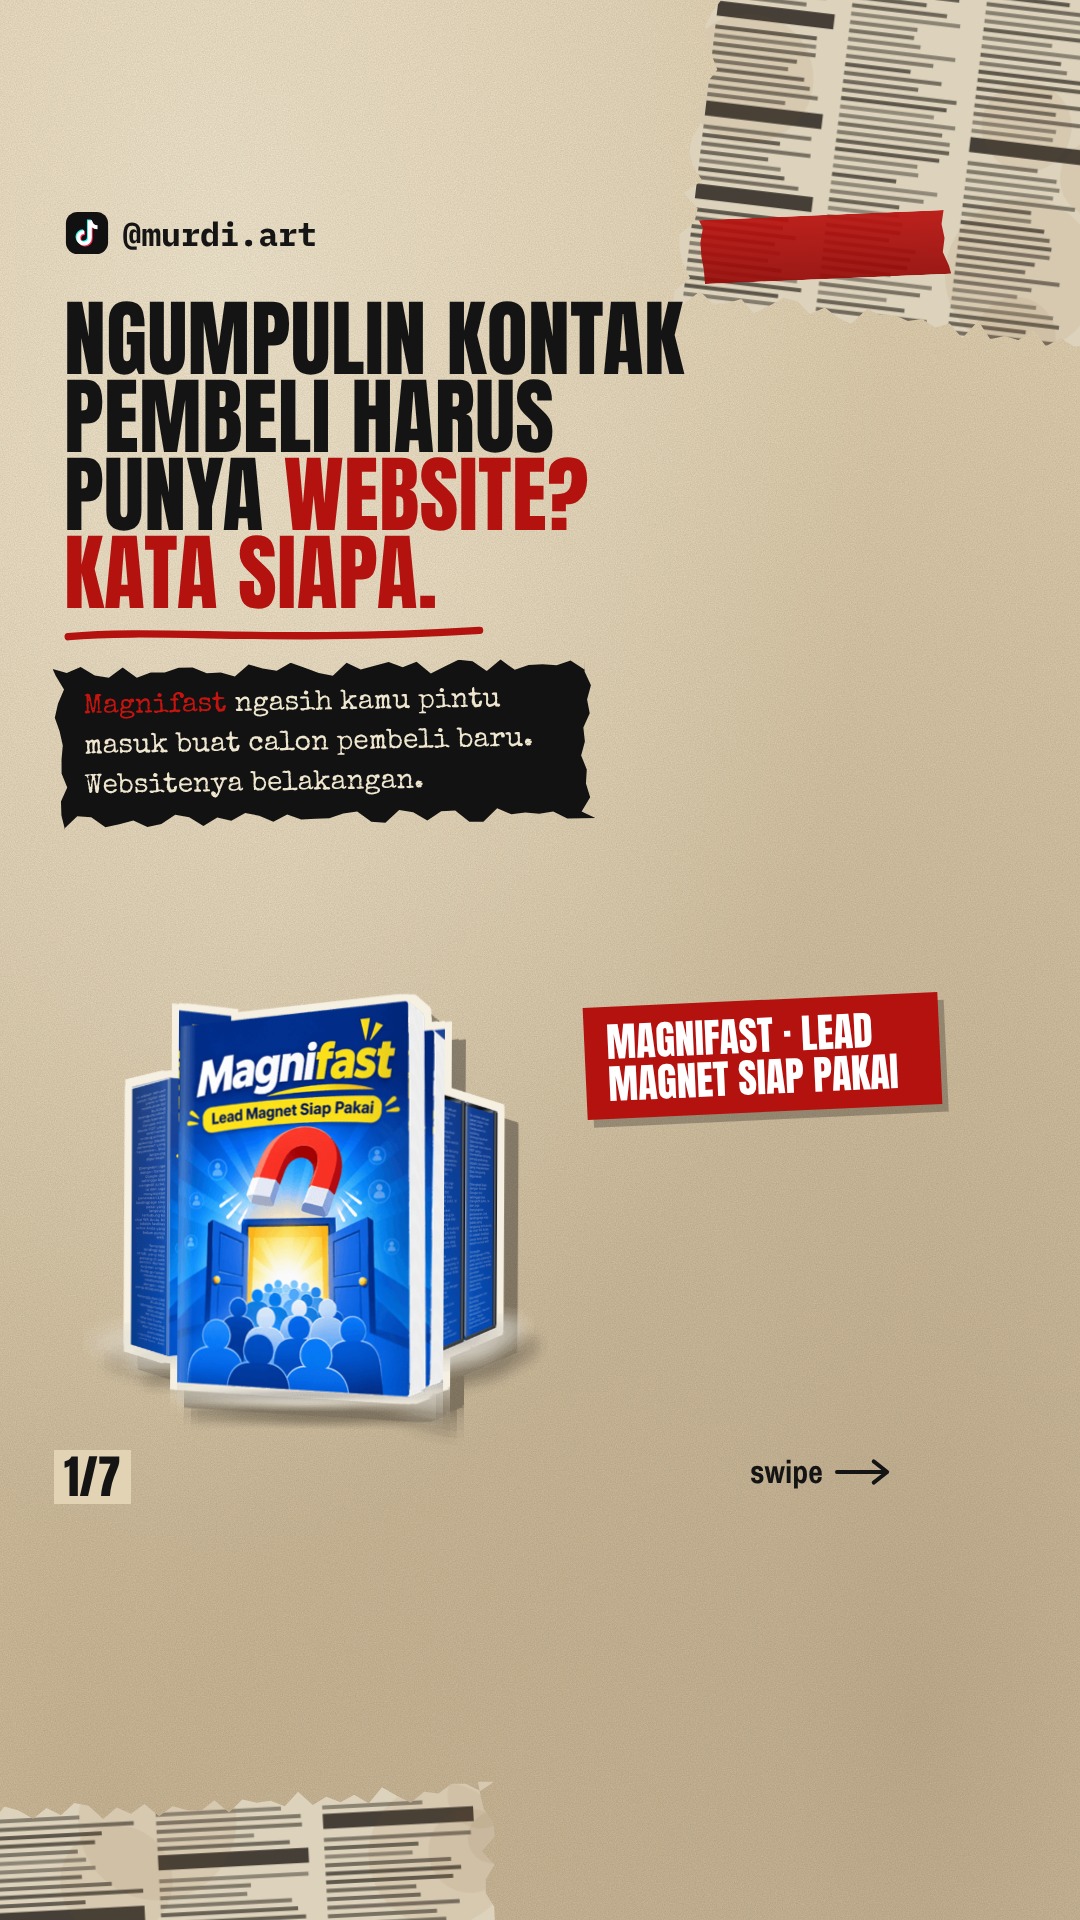 @murdi.art
NGUMPULIN KONTAK
PEMBELI HARUS
PUNYA WEBSITE?
KATA SIAPA.
Magnifast ngasih kamu pintu
masuk buat calon pembeli baru.
Websitenya belakangan.
Magnifast
Lead Magnet Siap Pakai
MAGNIFAST · LEAD
MAGNET SIAP PAKAI
1/7
swipe